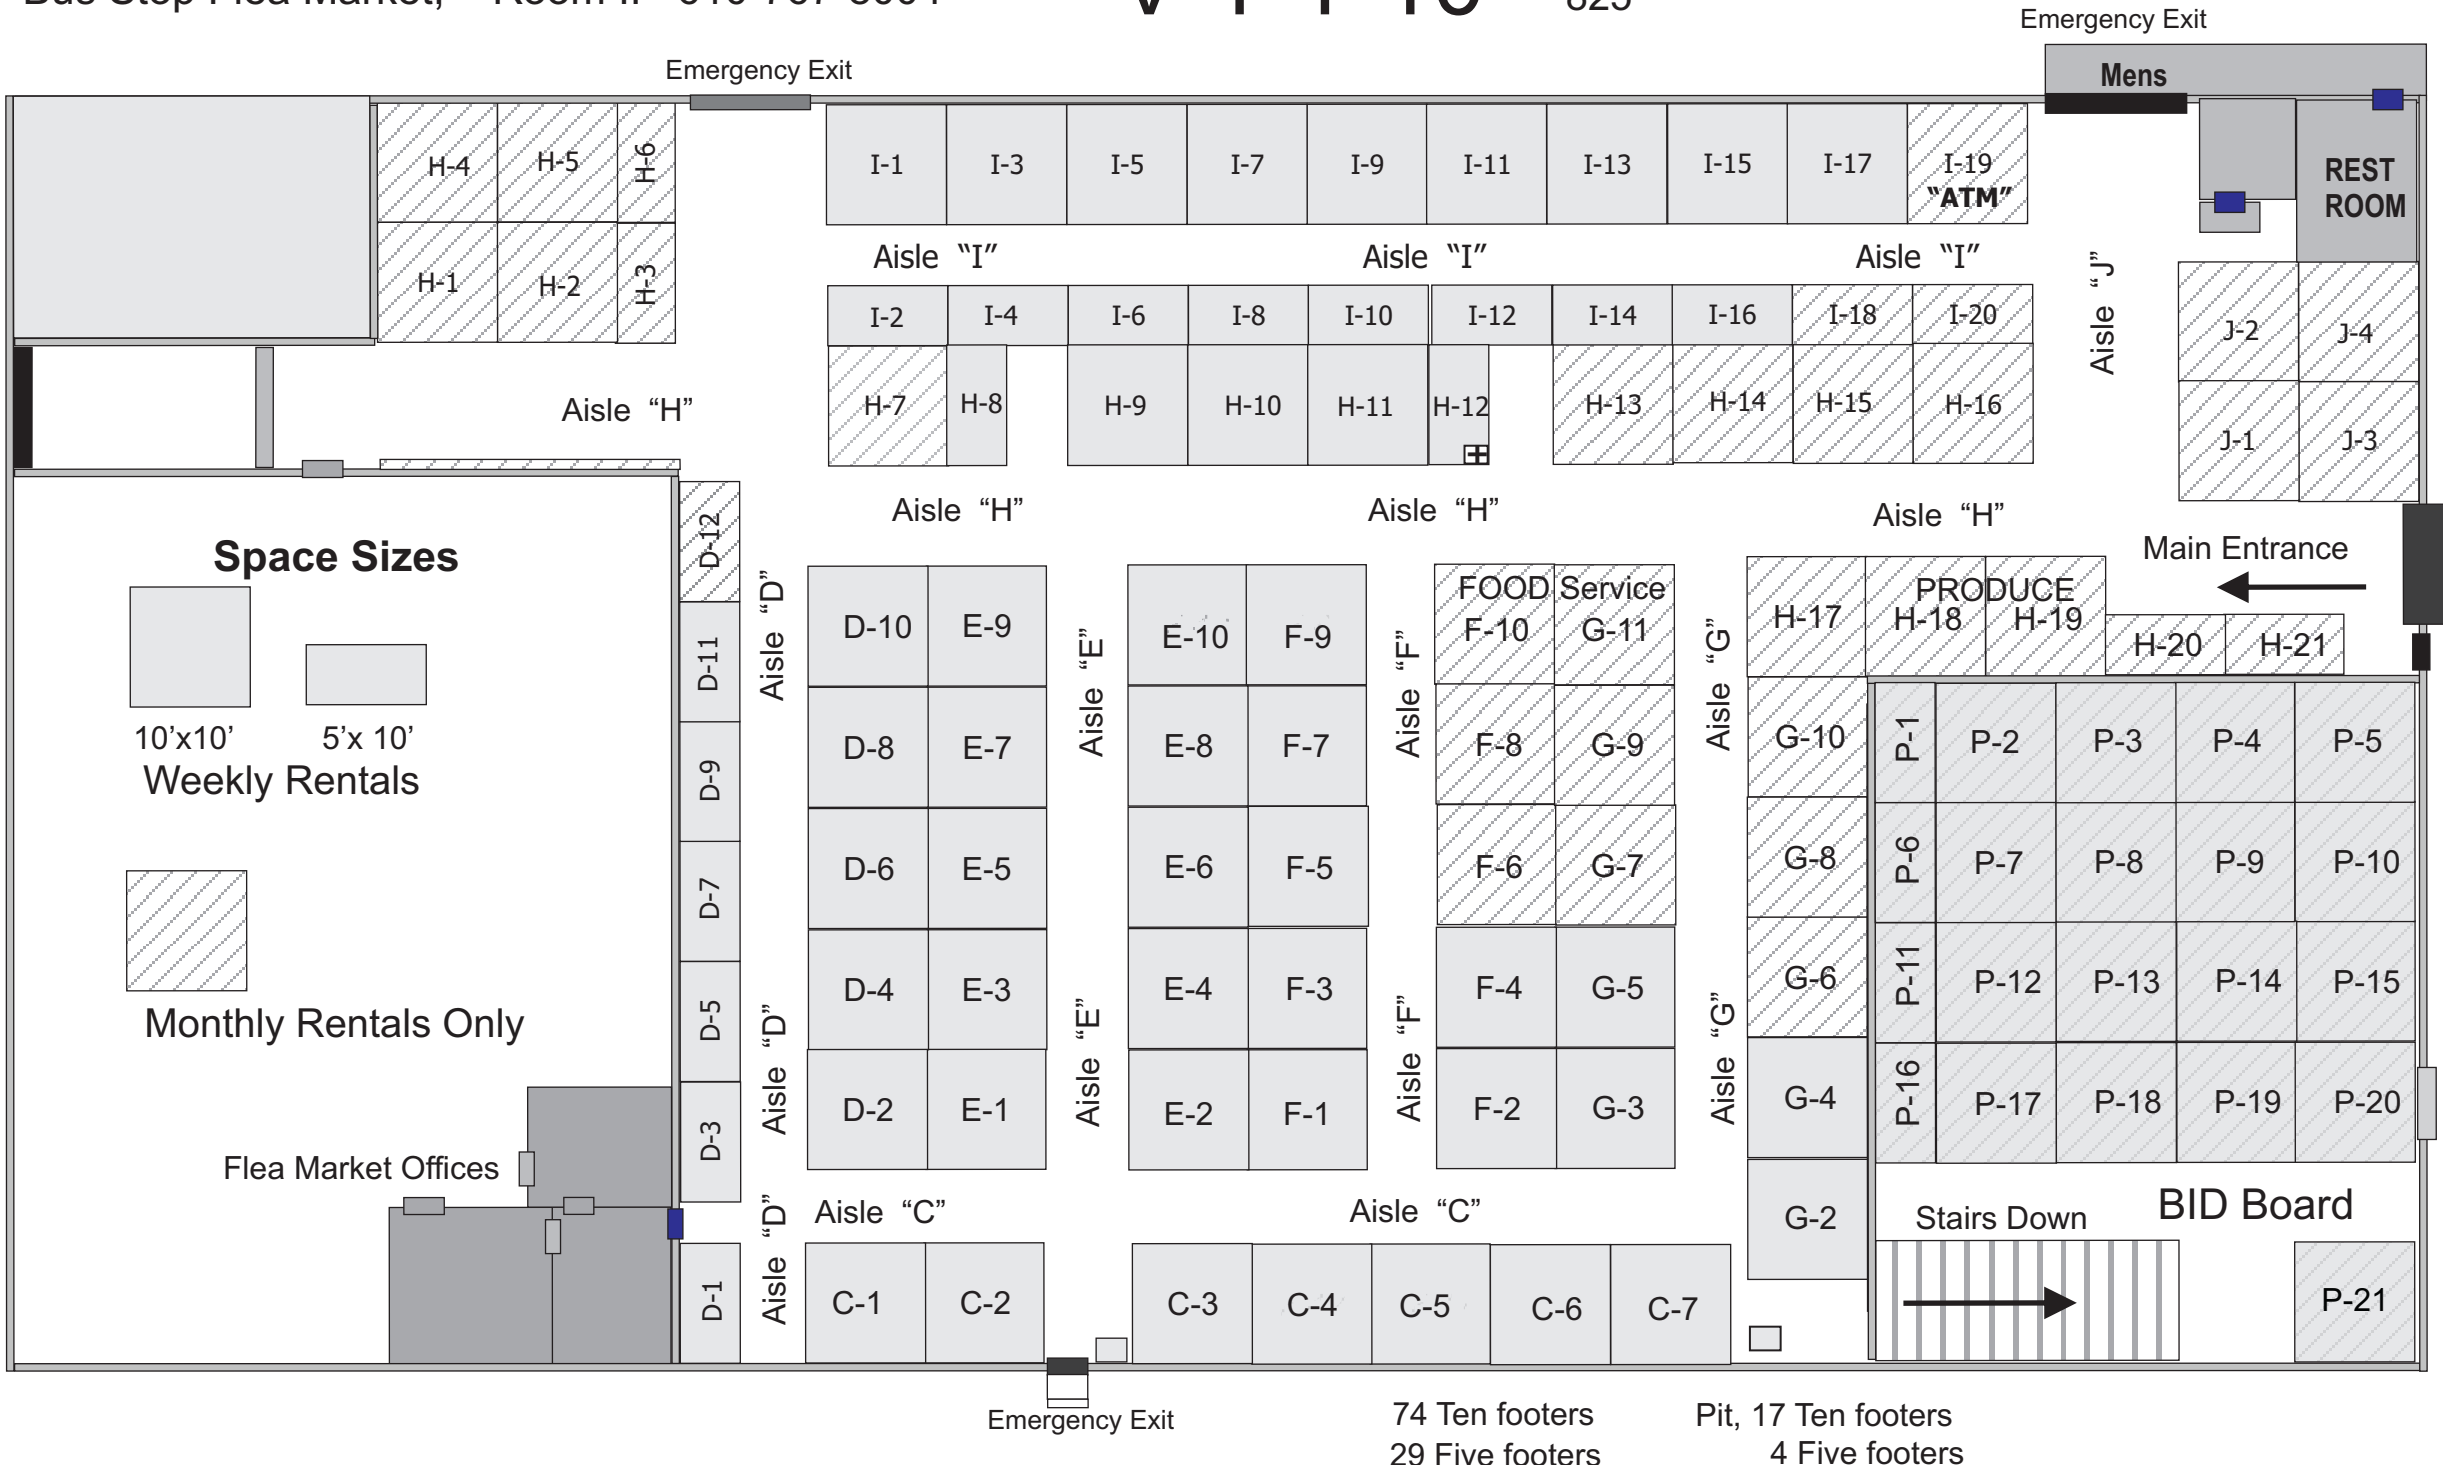 Emergency Exit
Emergency Exit
Mens
REST
ROOM
H-4 H-5 H-6
I-1 I-3 I-5 I-7 I-9 I-11 I-13 I-15 I-17 I-19
“ATM”
H-1 H-2 H-3
Aisle “I” Aisle “I” Aisle “I”
Aisle “J”
I-2 I-4 I-6 I-8 I-10 I-12 I-14 I-16 I-18 I-20
J-2 J-4
Aisle “H”
H-7 H-8 H-9 H-10 H-11 H-12 H-13 H-14 H-15 H-16
J-1 J-3
Aisle “H” Aisle “H” Aisle “H”
Main Entrance
Space Sizes
10’x10’ 5’x 10’
Weekly Rentals
Monthly Rentals Only
Flea Market Offices
D-12
D-11
D-9
D-7
D-5
D-3
D-1
Aisle “D”
Aisle “D”
Aisle “D”
D-10 E-9
D-8 E-7
D-6 E-5
D-4 E-3
D-2 E-1
Aisle “E”
Aisle “E”
E-10 F-9
E-8 F-7
E-6 F-5
E-4 F-3
E-2 F-1
Aisle “F”
Aisle “F”
FOOD Service
F-10 G-11
F-8 G-9
F-6 G-7
F-4 G-5
F-2 G-3
Aisle “G”
Aisle “G”
PRODUCE
H-17 H-18 H-19 H-20 H-21
G-10
G-8
G-6
G-4
G-2
P-1 P-2 P-3 P-4 P-5
P-6 P-7 P-8 P-9 P-10
P-11 P-12 P-13 P-14 P-15
P-16 P-17 P-18 P-19 P-20
Aisle “C” Aisle “C”
Stairs Down
BID Board
C-1 C-2 C-3 C-4 C-5 C-6 C-7
P-21
Emergency Exit
74 Ten footers Pit, 17 Ten footers
29 Five footers 4 Five footers